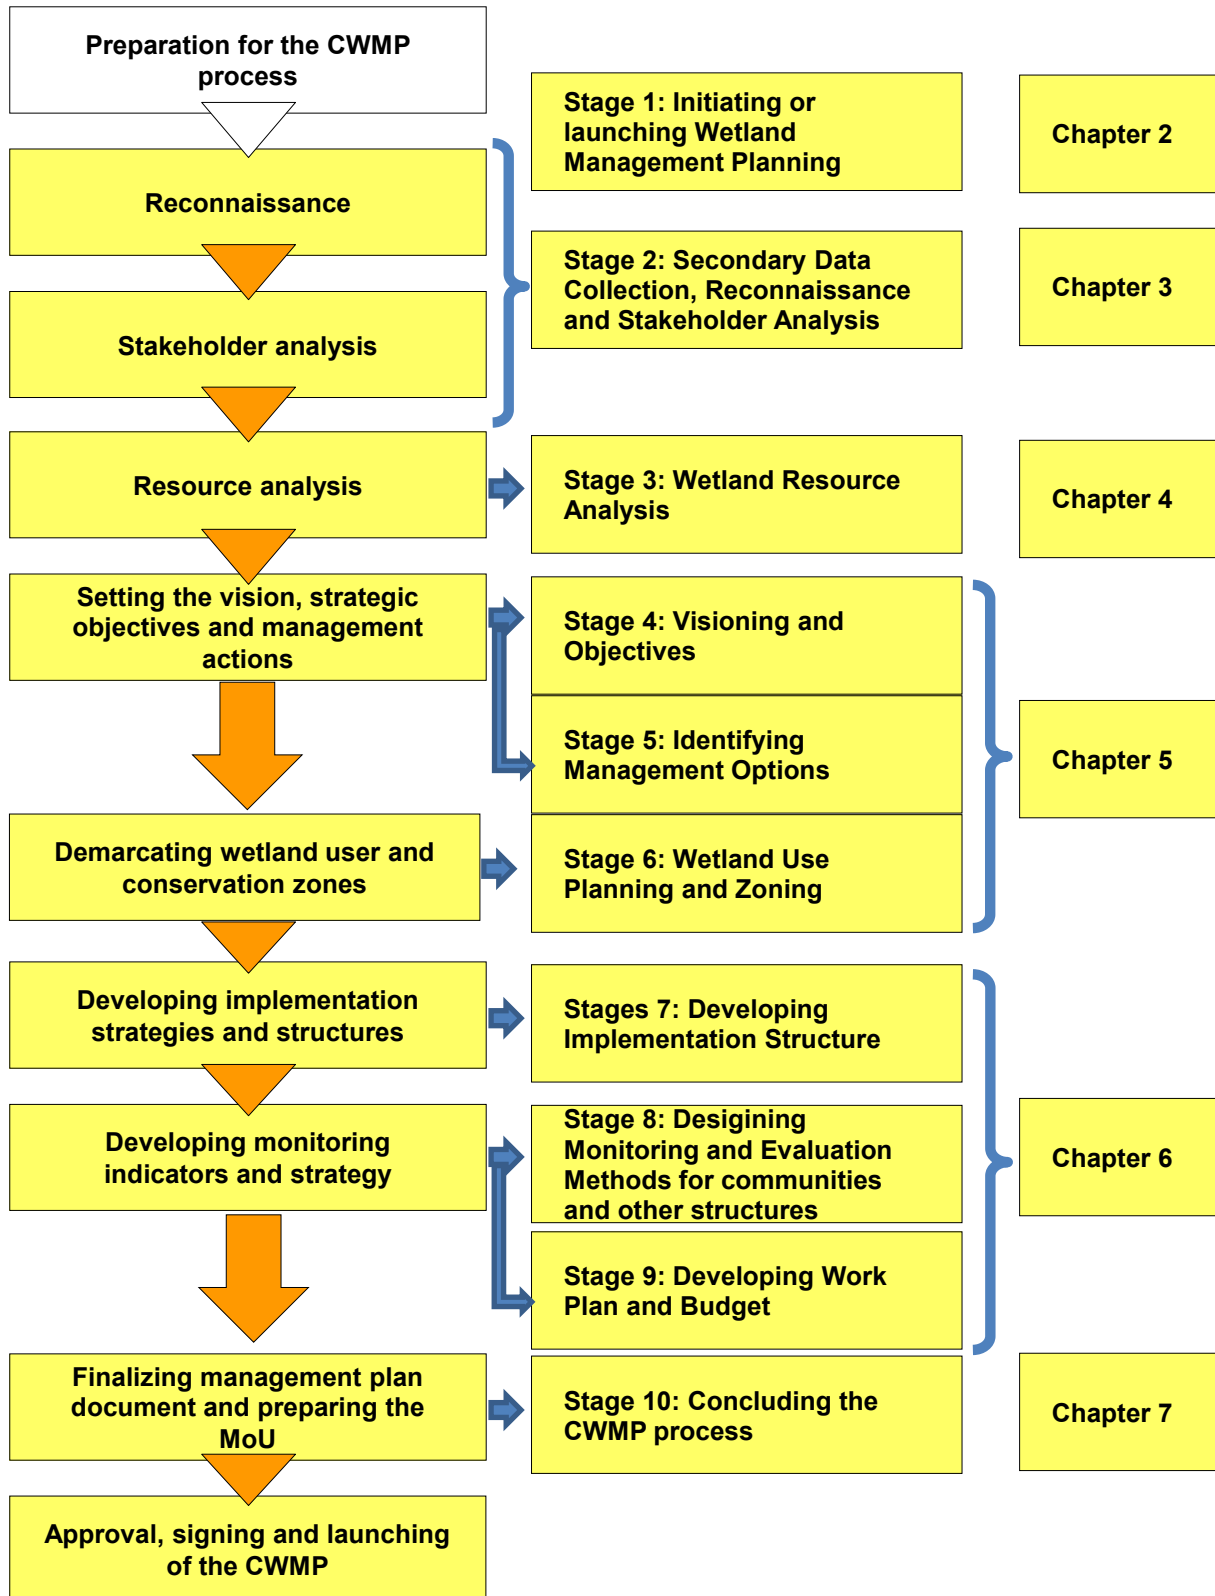 Preparation for the CWMP
process
Stage 1: Initiating or
launching Wetland
Management Planning
Chapter 2
Reconnaissance
Stage 2: Secondary Data
Collection, Reconnaissance
and Stakeholder Analysis
Chapter 3
Stakeholder analysis
Resource analysis
Stage 3: Wetland Resource
Analysis
Chapter 4
Setting the vision, strategic
objectives and management
actions
Stage 4: Visioning and
Objectives
Stage 5: Identifying
Management Options
Chapter 5
Demarcating wetland user and
conservation zones
Stage 6: Wetland Use
Planning and Zoning
Developing implementation
strategies and structures
Stages 7: Developing
Implementation Structure
Developing monitoring
indicators and strategy
Stage 8: Desigining
Monitoring and Evaluation
Methods for communities
and other structures
Chapter 6
Stage 9: Developing Work
Plan and Budget
Finalizing management plan
document and preparing the
MoU
Stage 10: Concluding the
CWMP process
Chapter 7
Approval, signing and launching
of the CWMP